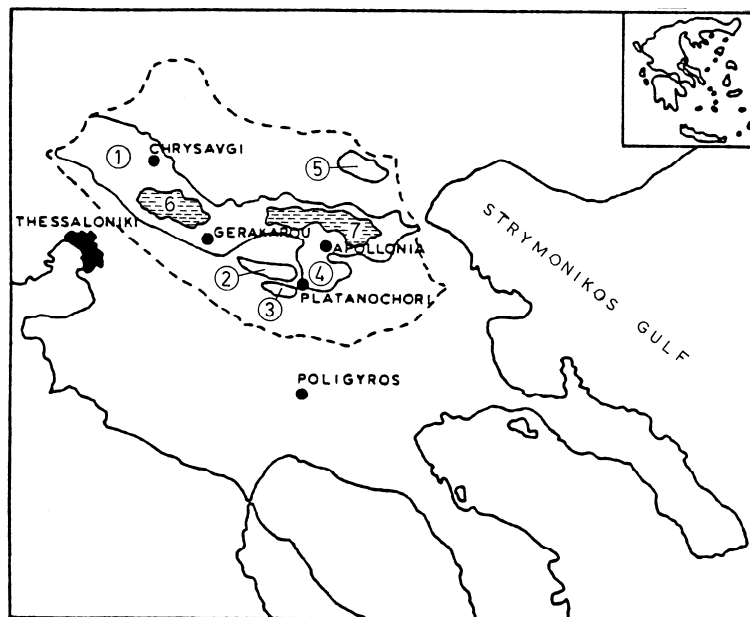 1
CHRYSAVGI
5
6
THESSALONIKI
GERAKAROU
7
APOLLONIA
2
4
3
PLATANOCHORI
POLIGYROS
STRYMONIKOS GULF